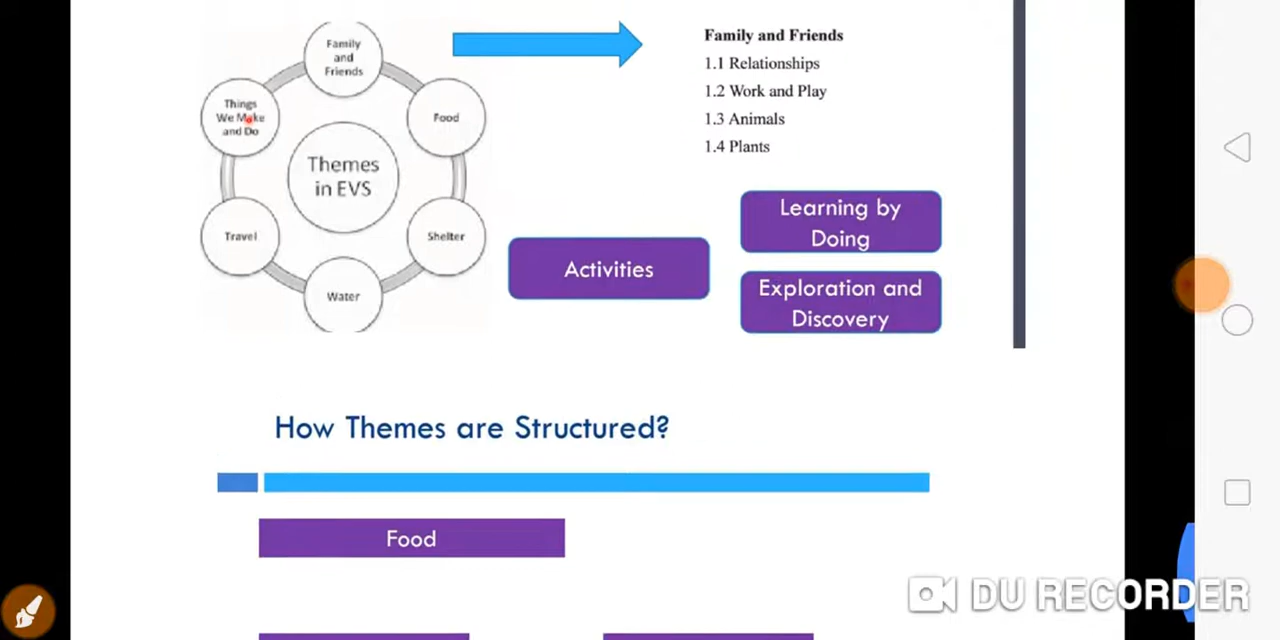 Family
and
Friends
Things
We Make
and Do
Food
Themes
in EVS
Travel
Shelter
Water
Family and Friends
1.1 Relationships
1.2 Work and Play
1.3 Animals
1.4 Plants
Activities
Learning by
Doing
Exploration and
Discovery
How Themes are Structured?
Food
DU RECORDER